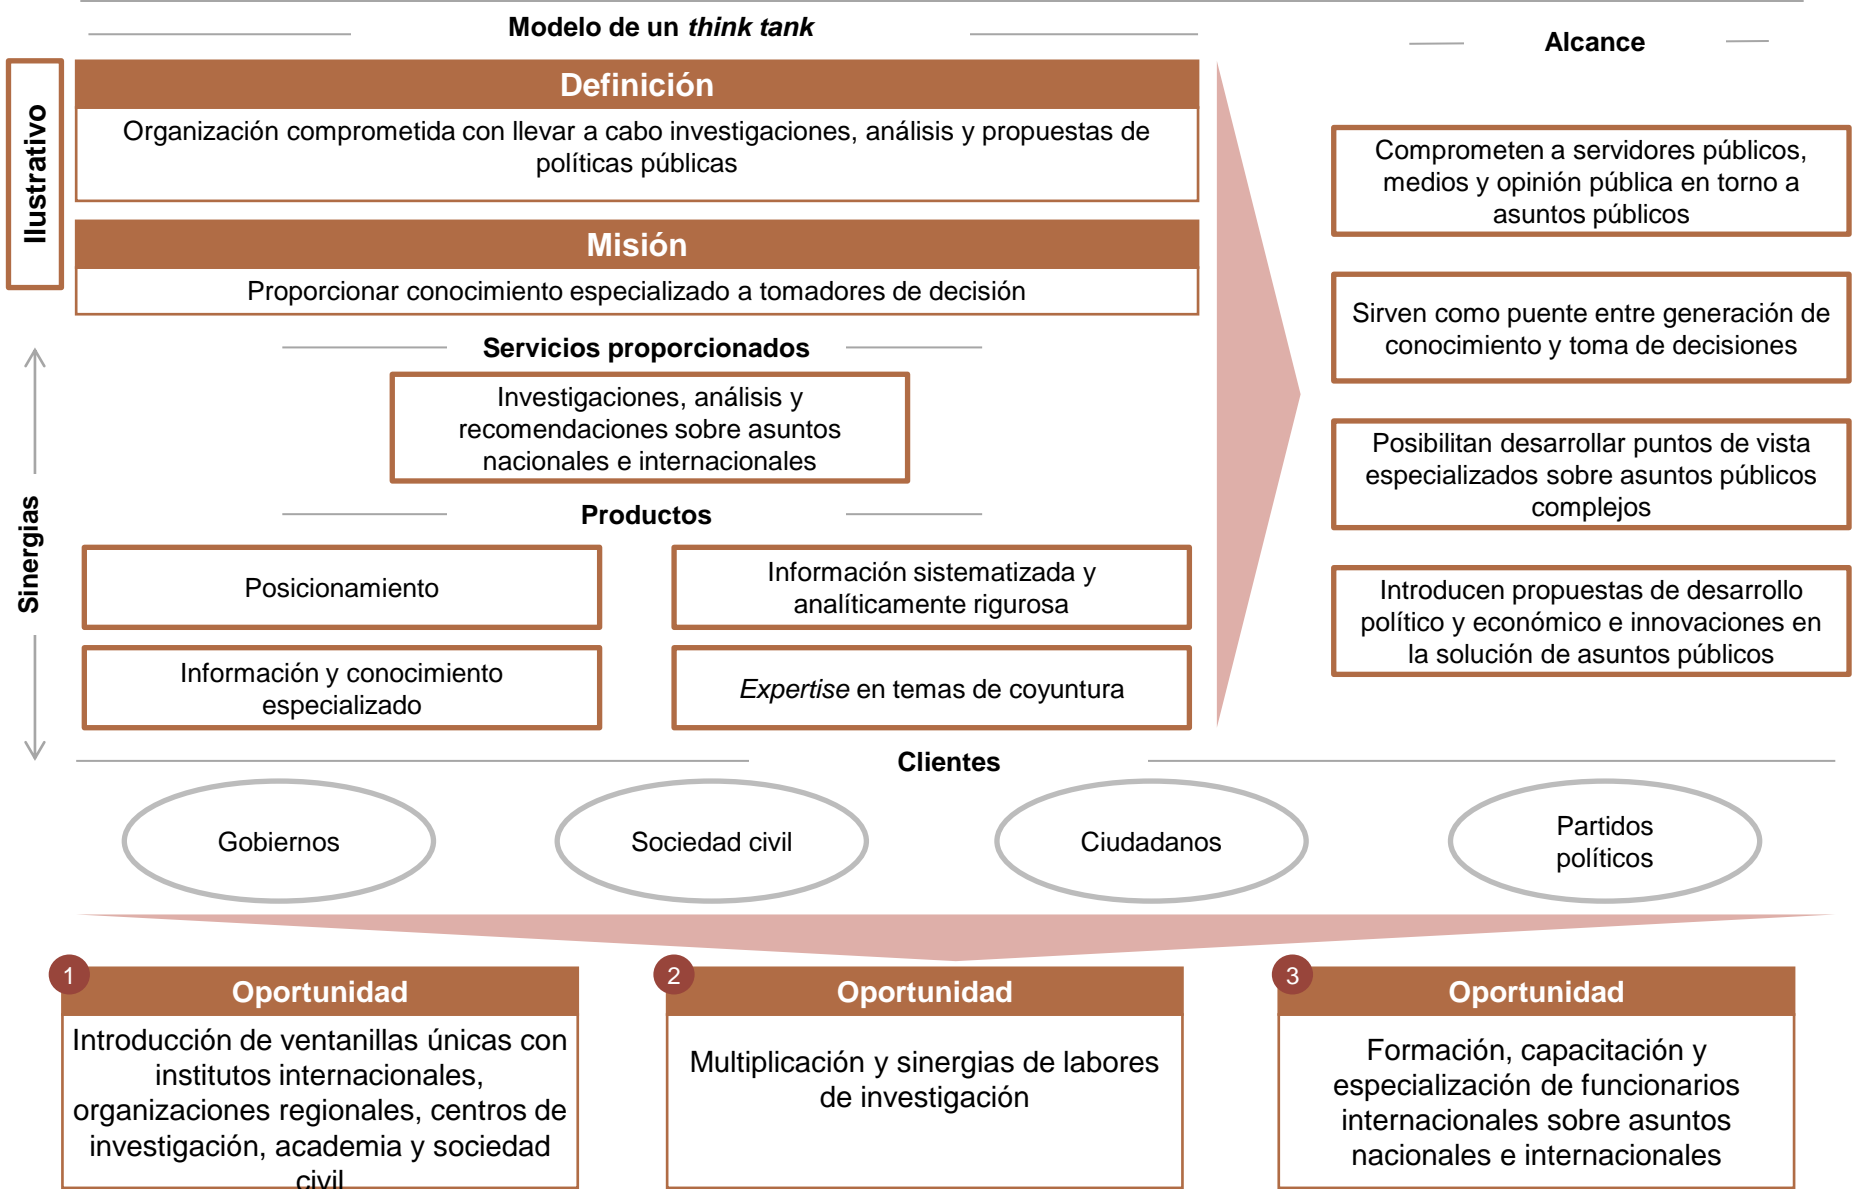 Modelo de un think tank
Ilustrativo
Definición
Organización comprometida con llevar a cabo investigaciones, análisis y propuestas de
políticas públicas
Misión
Proporcionar conocimiento especializado a tomadores de decisión
Sinergias
Servicios proporcionados
Investigaciones, análisis y
recomendaciones sobre asuntos
nacionales e internacionales
Productos
Posicionamiento
Información sistematizada y
analíticamente rigurosa
Información y conocimiento
especializado
Expertise en temas de coyuntura
Alcance
Comprometen a servidores públicos,
medios y opinión pública en torno a
asuntos públicos
Sirven como puente entre generación de
conocimiento y toma de decisiones
Posibilitan desarrollar puntos de vista
especializados sobre asuntos públicos
complejos
Introducen propuestas de desarrollo
político y económico e innovaciones en
la solución de asuntos públicos
Clientes
Gobiernos
Sociedad civil
Ciudadanos
Partidos
políticos
1
Oportunidad
Introducción de ventanillas únicas con
institutos internacionales,
organizaciones regionales, centros de
investigación, academia y sociedad
civil
2
Oportunidad
Multiplicación y sinergias de labores
de investigación
3
Oportunidad
Formación, capacitación y
especialización de funcionarios
internacionales sobre asuntos
nacionales e internacionales